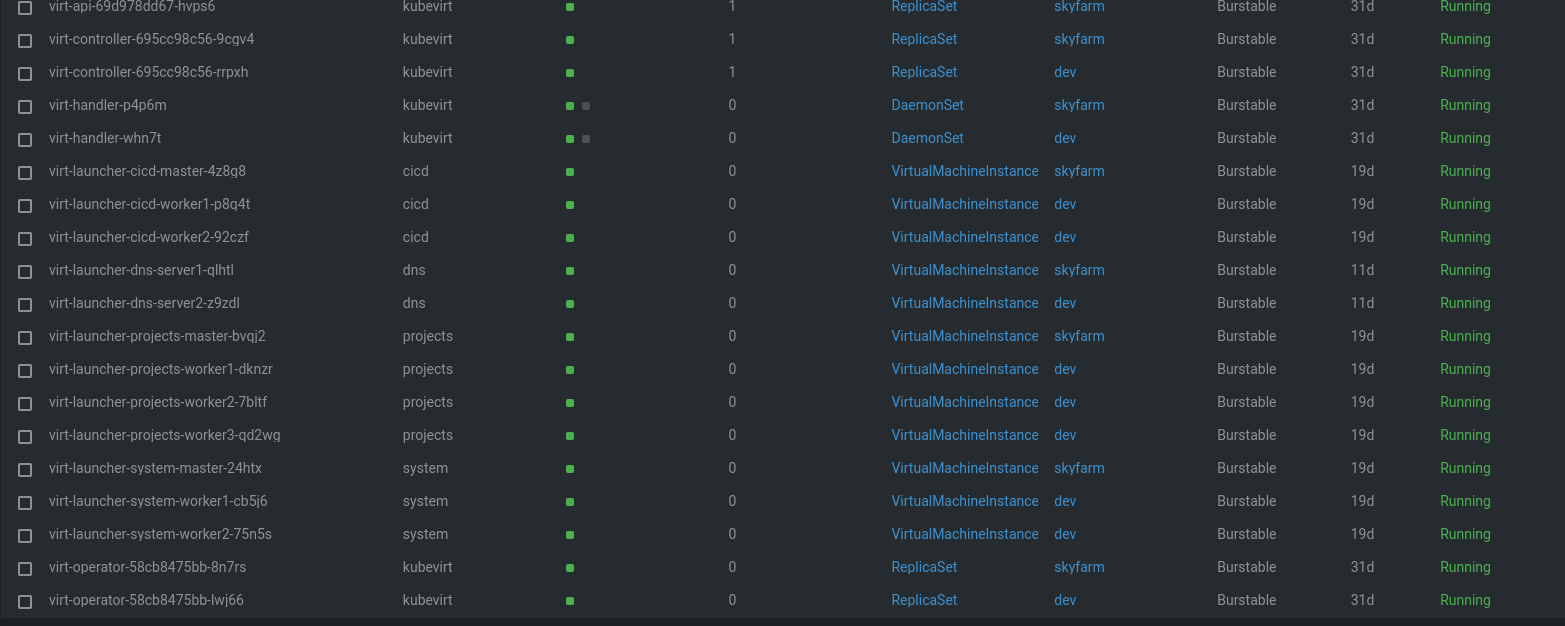 virt-api-69d978dd67-hvps6 kubevirt 1 ReplicaSet skyfarm Burstable 31d Running
virt-controller-695cc98c56-9cgv4 kubevirt 1 ReplicaSet skyfarm Burstable 31d Running
virt-controller-695cc98c56-rrpxh kubevirt 1 ReplicaSet dev Burstable 31d Running
virt-handler-p4p6m kubevirt 0 DaemonSet skyfarm Burstable 31d Running
virt-handler-whn7t kubevirt 0 DaemonSet dev Burstable 31d Running
virt-launcher-cicd-master-4z8g8 cicd 0 VirtualMachineInstance skyfarm Burstable 19d Running
virt-launcher-cicd-worker1-p8q4t cicd 0 VirtualMachineInstance dev Burstable 19d Running
virt-launcher-cicd-worker2-92czf cicd 0 VirtualMachineInstance dev Burstable 19d Running
virt-launcher-dns-server1-qlhtl dns 0 VirtualMachineInstance skyfarm Burstable 11d Running
virt-launcher-dns-server2-z9zdl dns 0 VirtualMachineInstance dev Burstable 11d Running
virt-launcher-projects-master-bvqj2 projects 0 VirtualMachineInstance skyfarm Burstable 19d Running
virt-launcher-projects-worker1-dknzr projects 0 VirtualMachineInstance dev Burstable 19d Running
virt-launcher-projects-worker2-7bltf projects 0 VirtualMachineInstance dev Burstable 19d Running
virt-launcher-projects-worker3-qd2wg projects 0 VirtualMachineInstance dev Burstable 19d Running
virt-launcher-system-master-24htx system 0 VirtualMachineInstance skyfarm Burstable 19d Running
virt-launcher-system-worker1-cb5j6 system 0 VirtualMachineInstance dev Burstable 19d Running
virt-launcher-system-worker2-75n5s system 0 VirtualMachineInstance dev Burstable 19d Running
virt-operator-58cb8475bb-8n7rs kubevirt 0 ReplicaSet skyfarm Burstable 31d Running
virt-operator-58cb8475bb-lwj66 kubevirt 0 ReplicaSet dev Burstable 31d Running